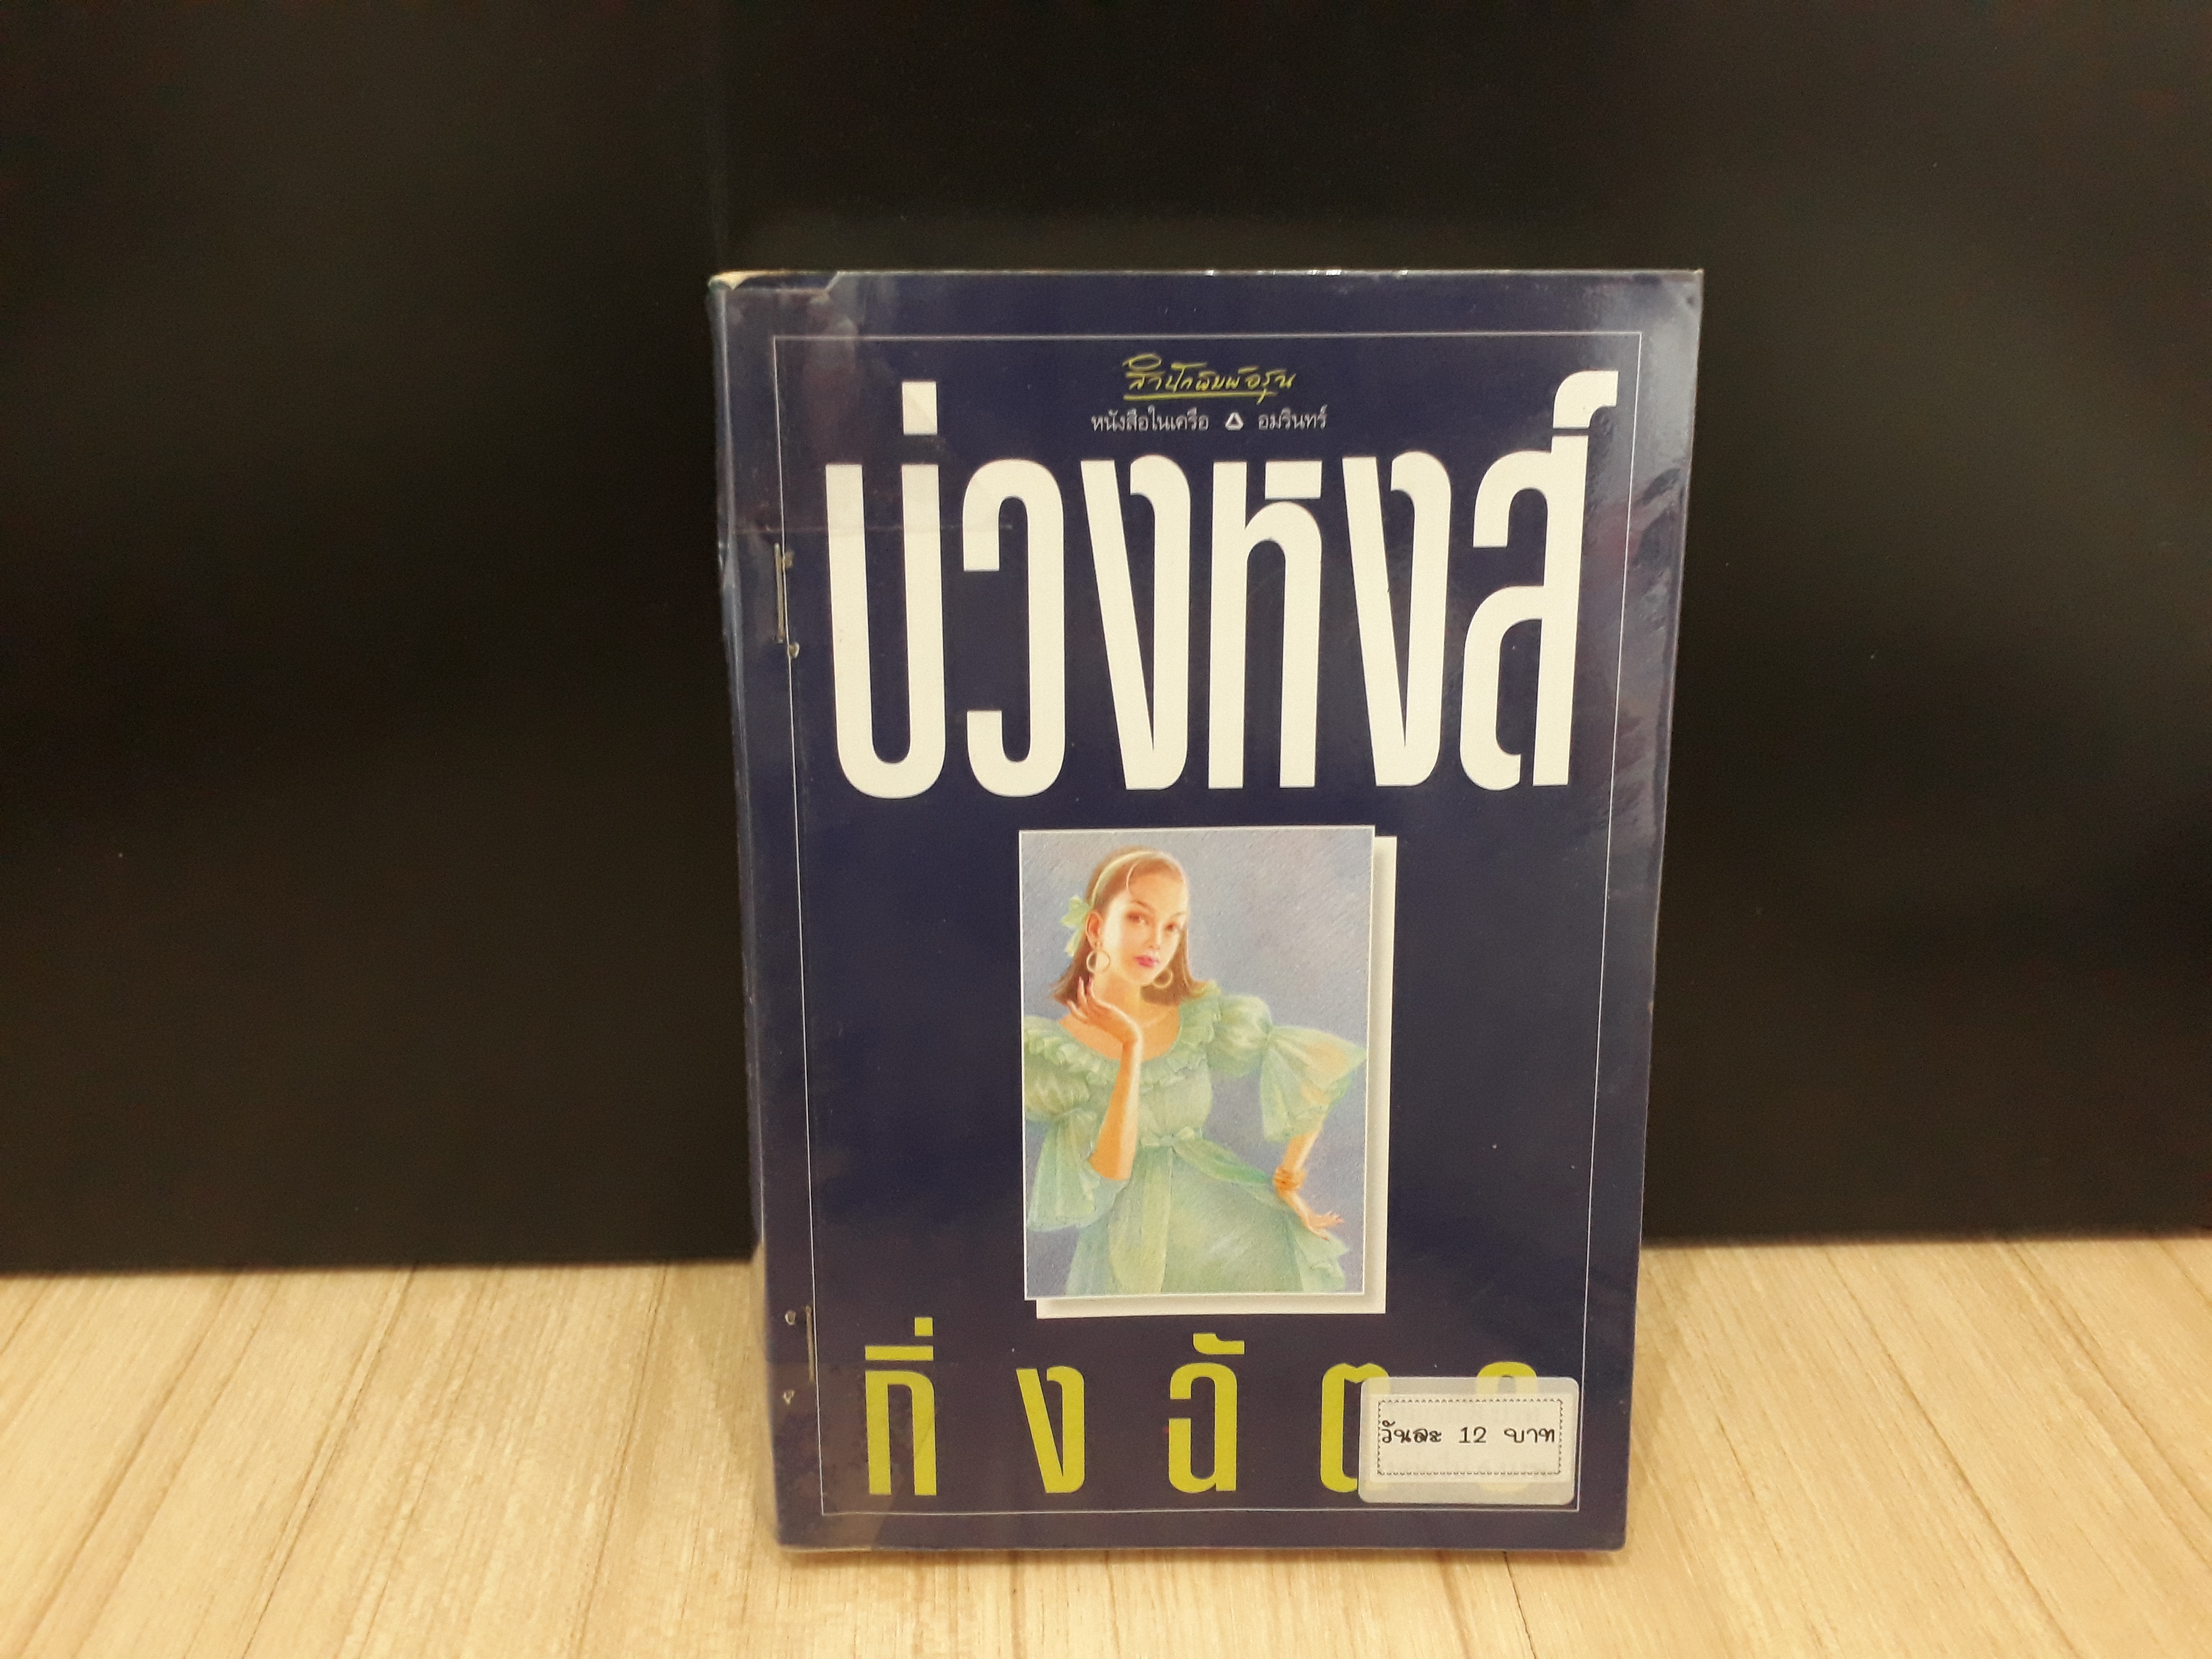 สำนักพิมพ์อรุณ
หนังสือในเครือ อมรินทร์
บ่วงหงส์
กิ่งฉัตร
วันละ 12 บาท